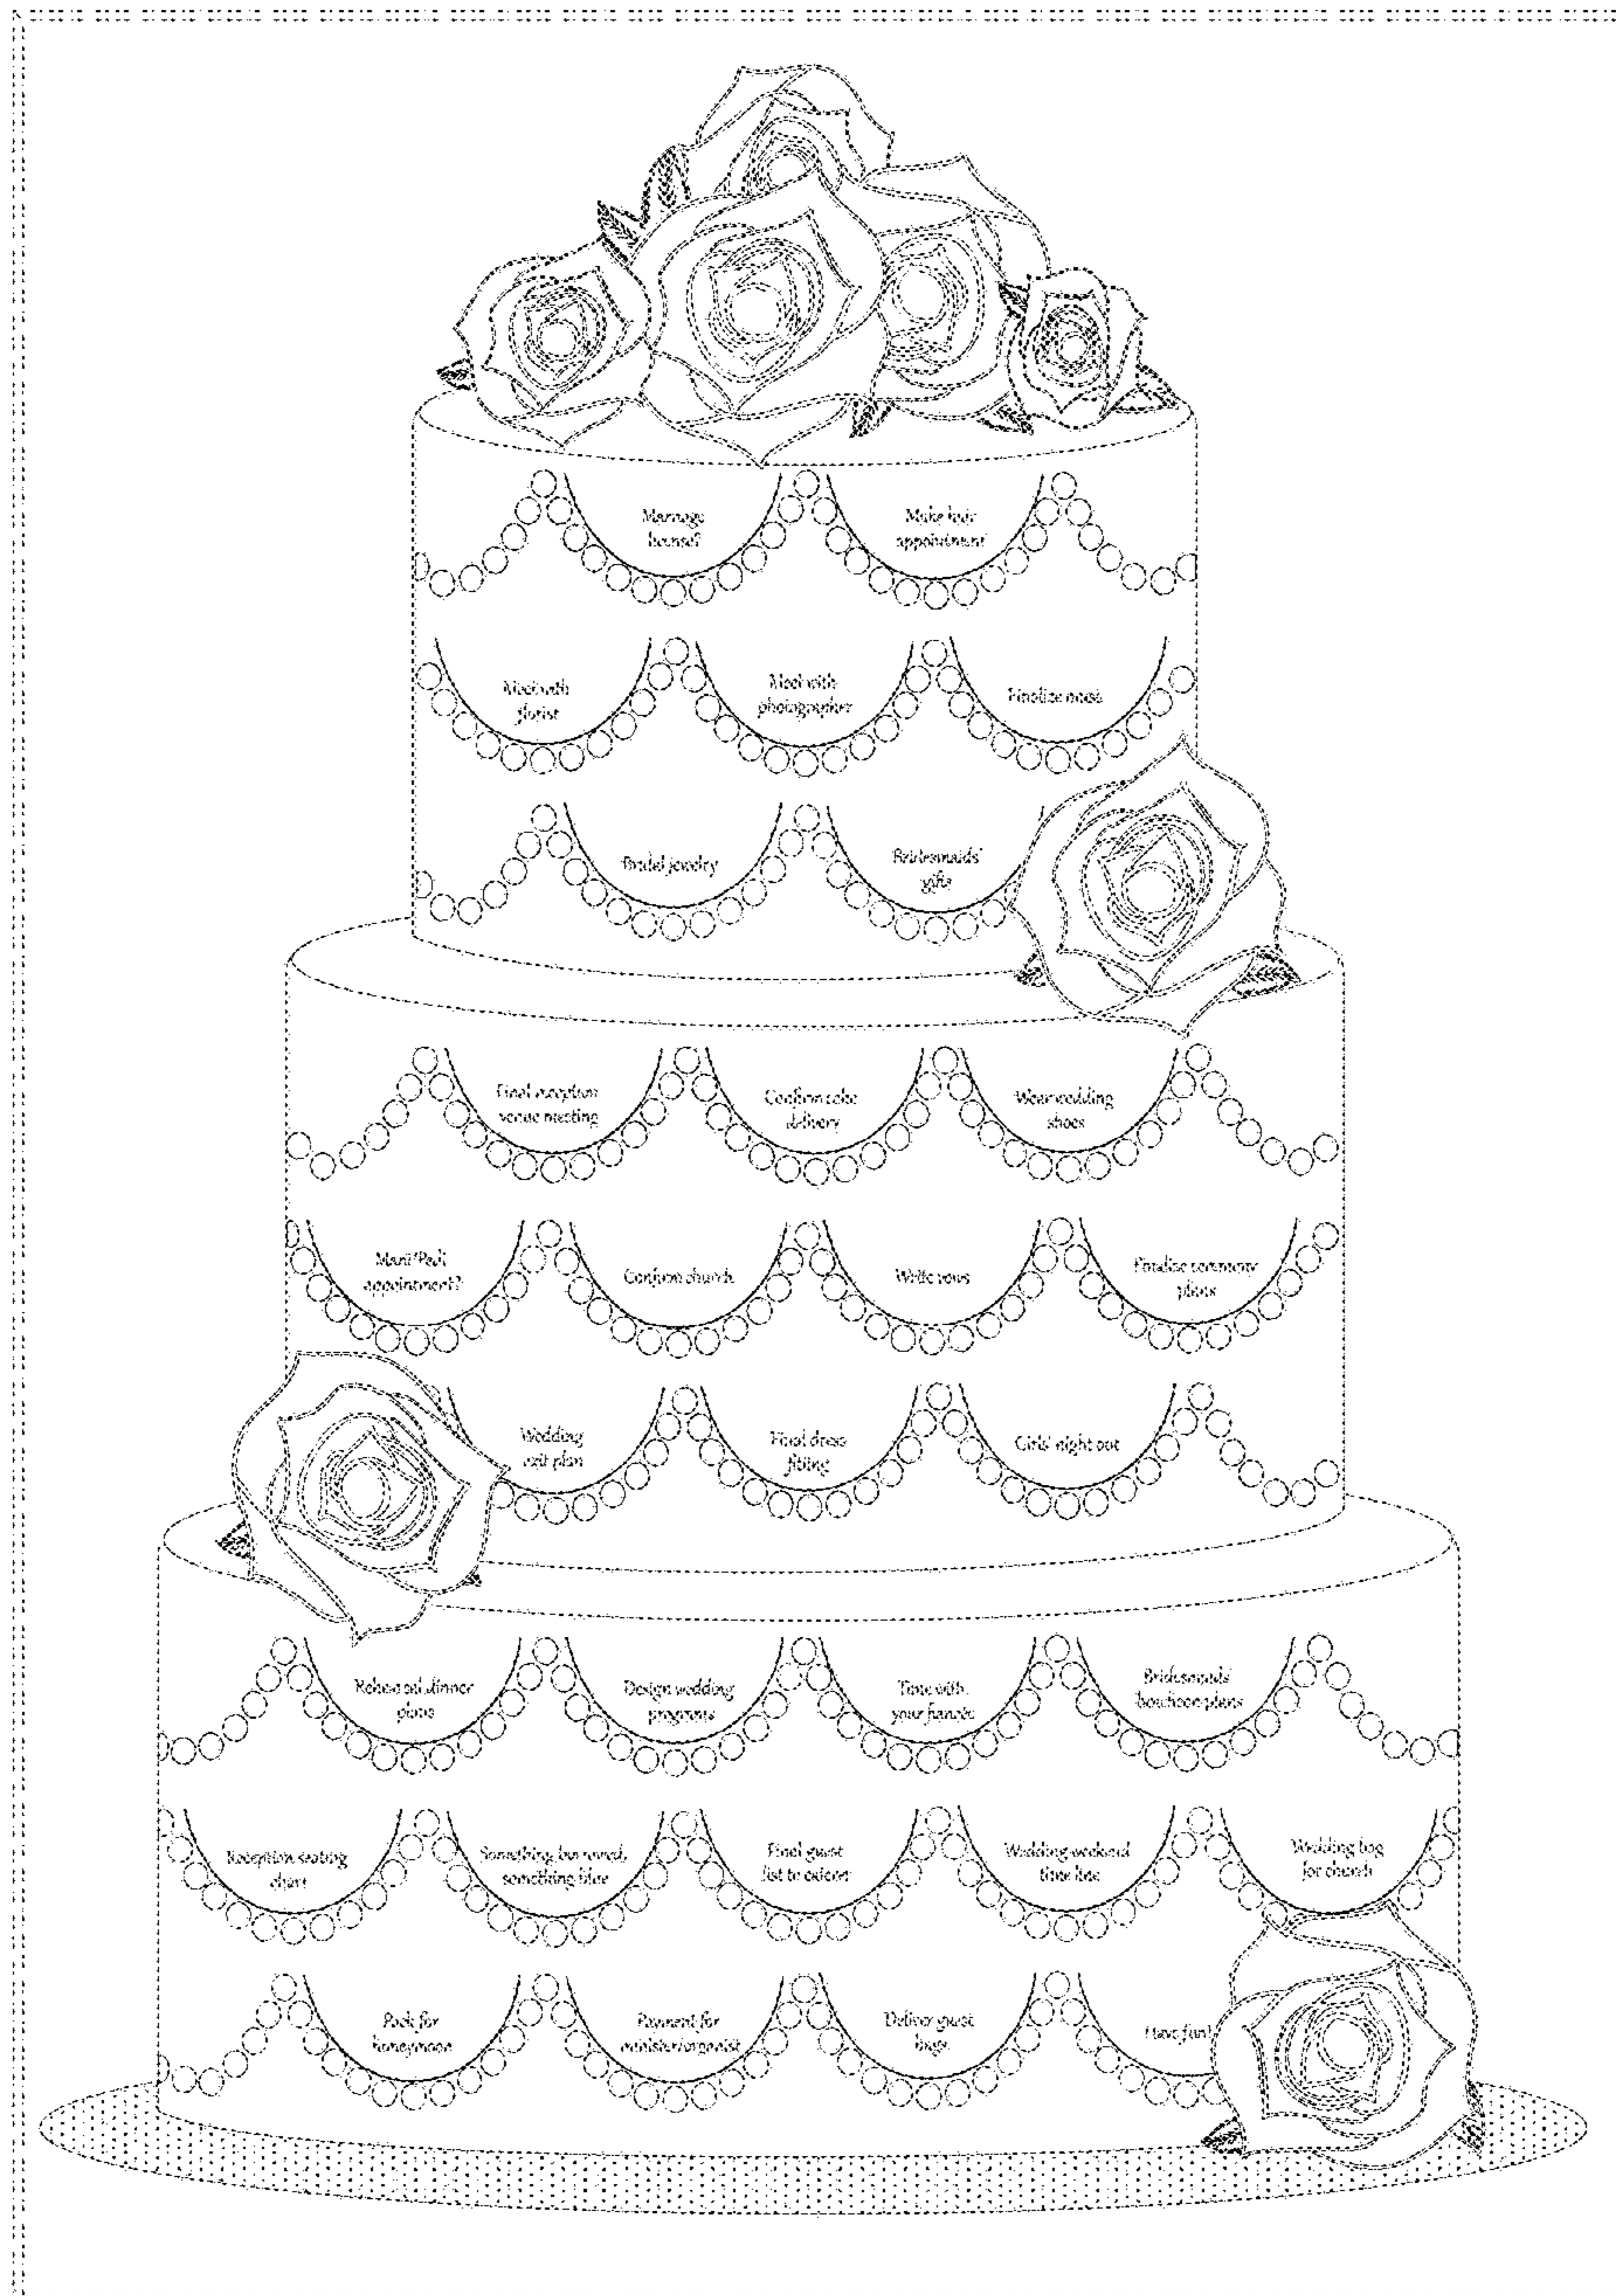 Marriage
license?
Make hair
appointment
Meet with
florist
Meet with
photographer
Finalize music
Bridal jewelry
Bridesmaids'
gifts
Final reception
venue meeting
Confirm cake
delivery
Wear wedding
shoes
Mani/Pedi
appointment?
Confirm church
Write vows
Finalize ceremony
plans
Wedding
exit plan
Final dress
fitting
Girls' night out
Rehearsal dinner
plans
Design wedding
programs
Time with
your fiancée
Bridesmaids'
luncheon plans
Reception seating
chart
Something borrowed,
something blue
Final guest
list to caterer
Wedding weekend
time line
Wedding bag
for church
Pack for
honeymoon
Payment for
minister/organist
Deliver guest
bags
Have fun!